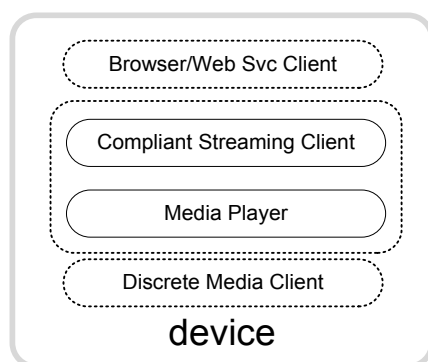 Browser/Web Svc Client
Compliant Streaming Client
Media Player
Discrete Media Client
device